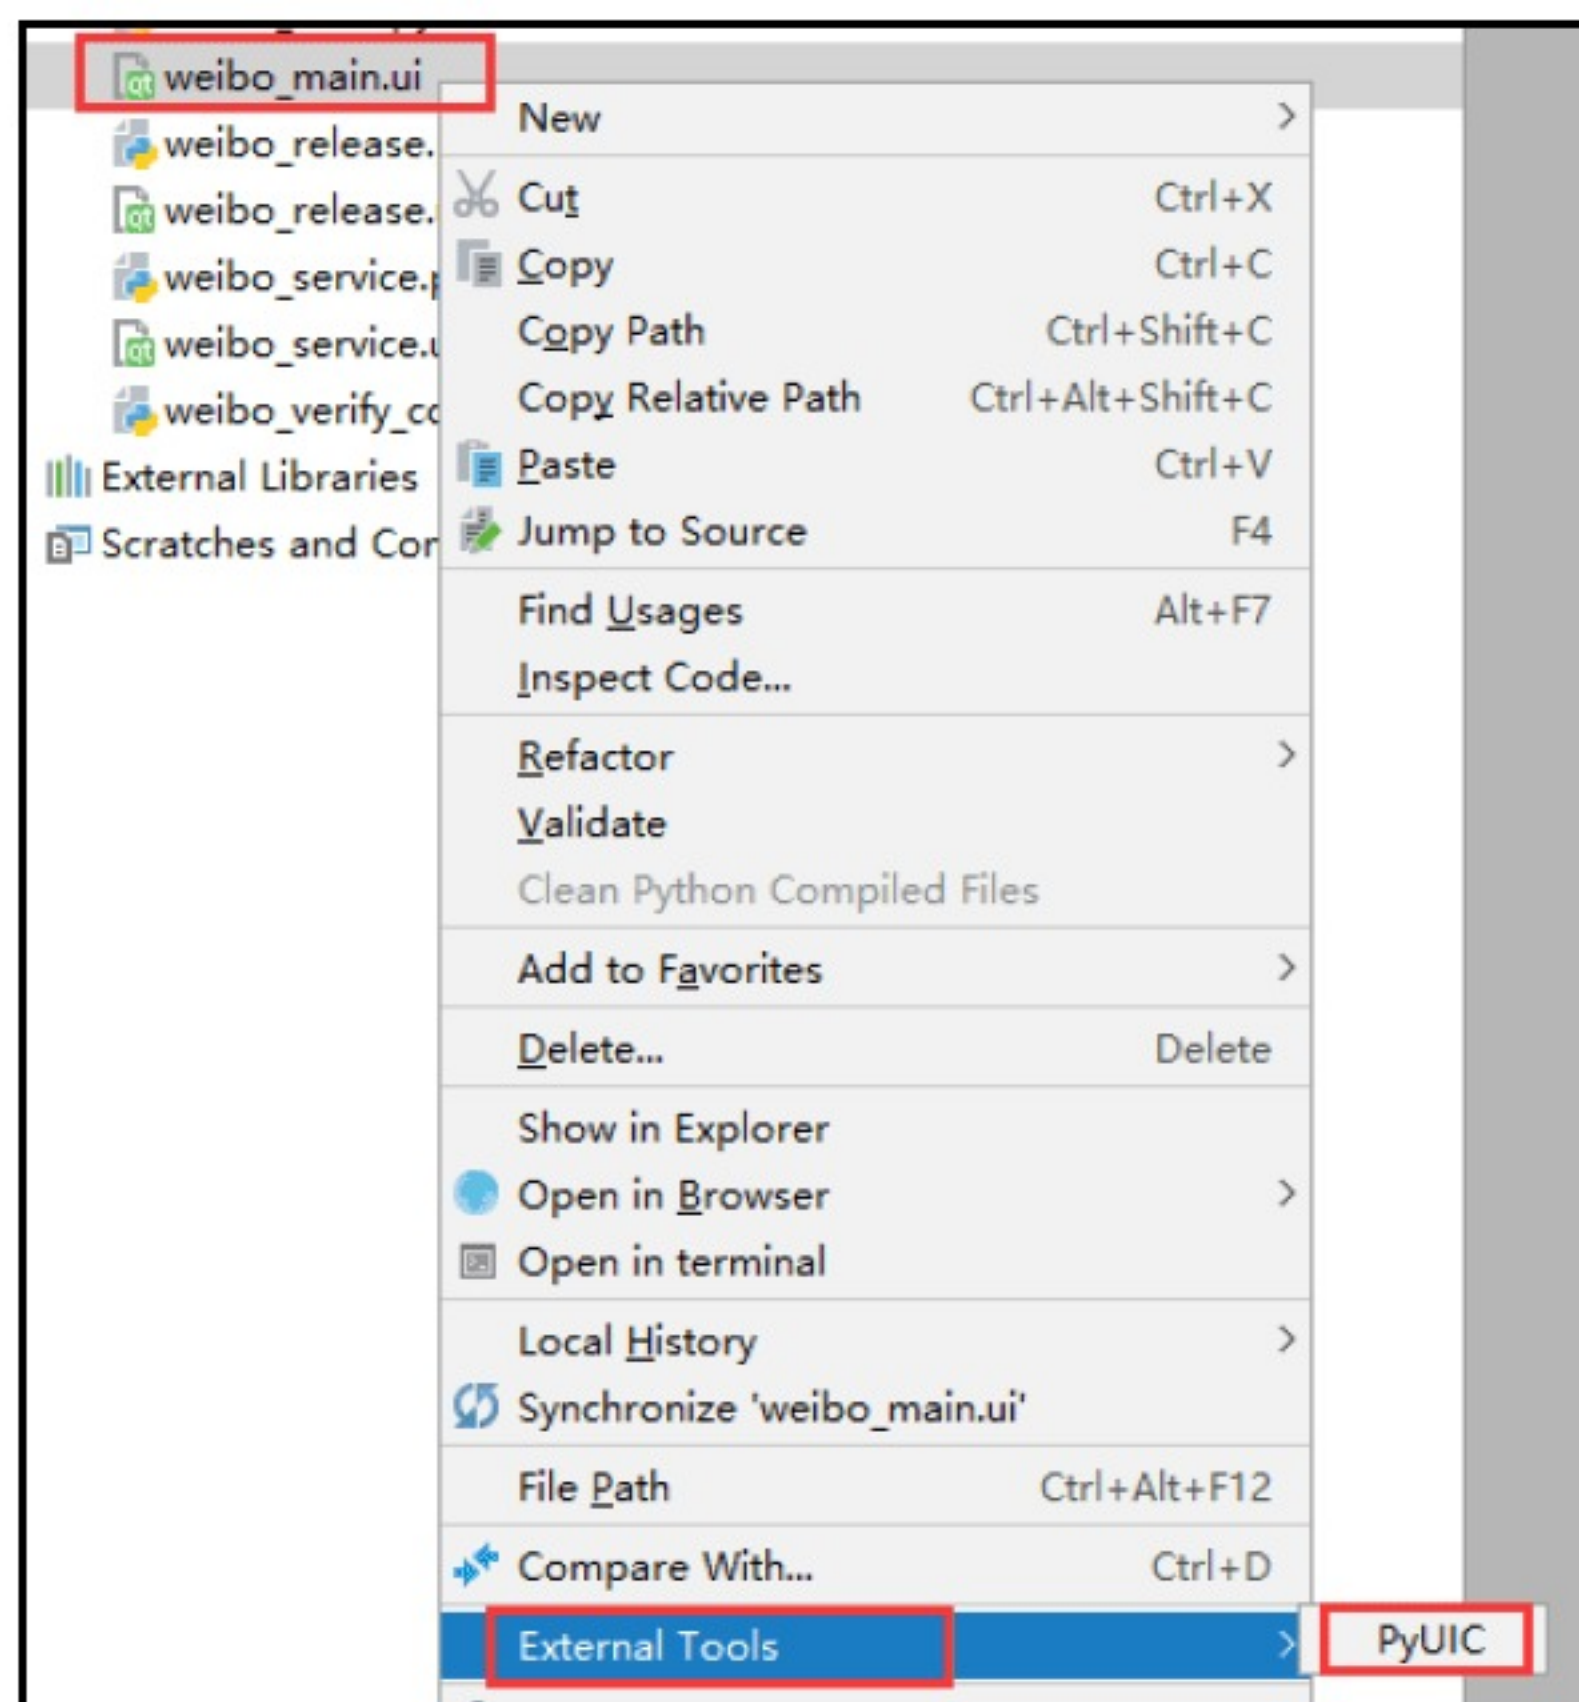 weibo_main.ui
weibo_release.
weibo_release.
weibo_service.
weibo_service.
weibo_verify_
External Libraries
Scratches and
New
Cut Ctrl+X
Copy Ctrl+C
Copy Path Ctrl+Shift+C
Copy Relative Path Ctrl+Alt+Shift+C
Paste Ctrl+V
Jump to Source F4
Find Usages Alt+F7
Inspect Code...
Refactor
Validate
Clean Python Compiled Files
Add to Favorites
Delete... Delete
Show in Explorer
Open in Browser
Open in terminal
Local History
Synchronize 'weibo_main.ui'
File Path Ctrl+Alt+F12
Compare With... Ctrl+D
External Tools
PyUIC